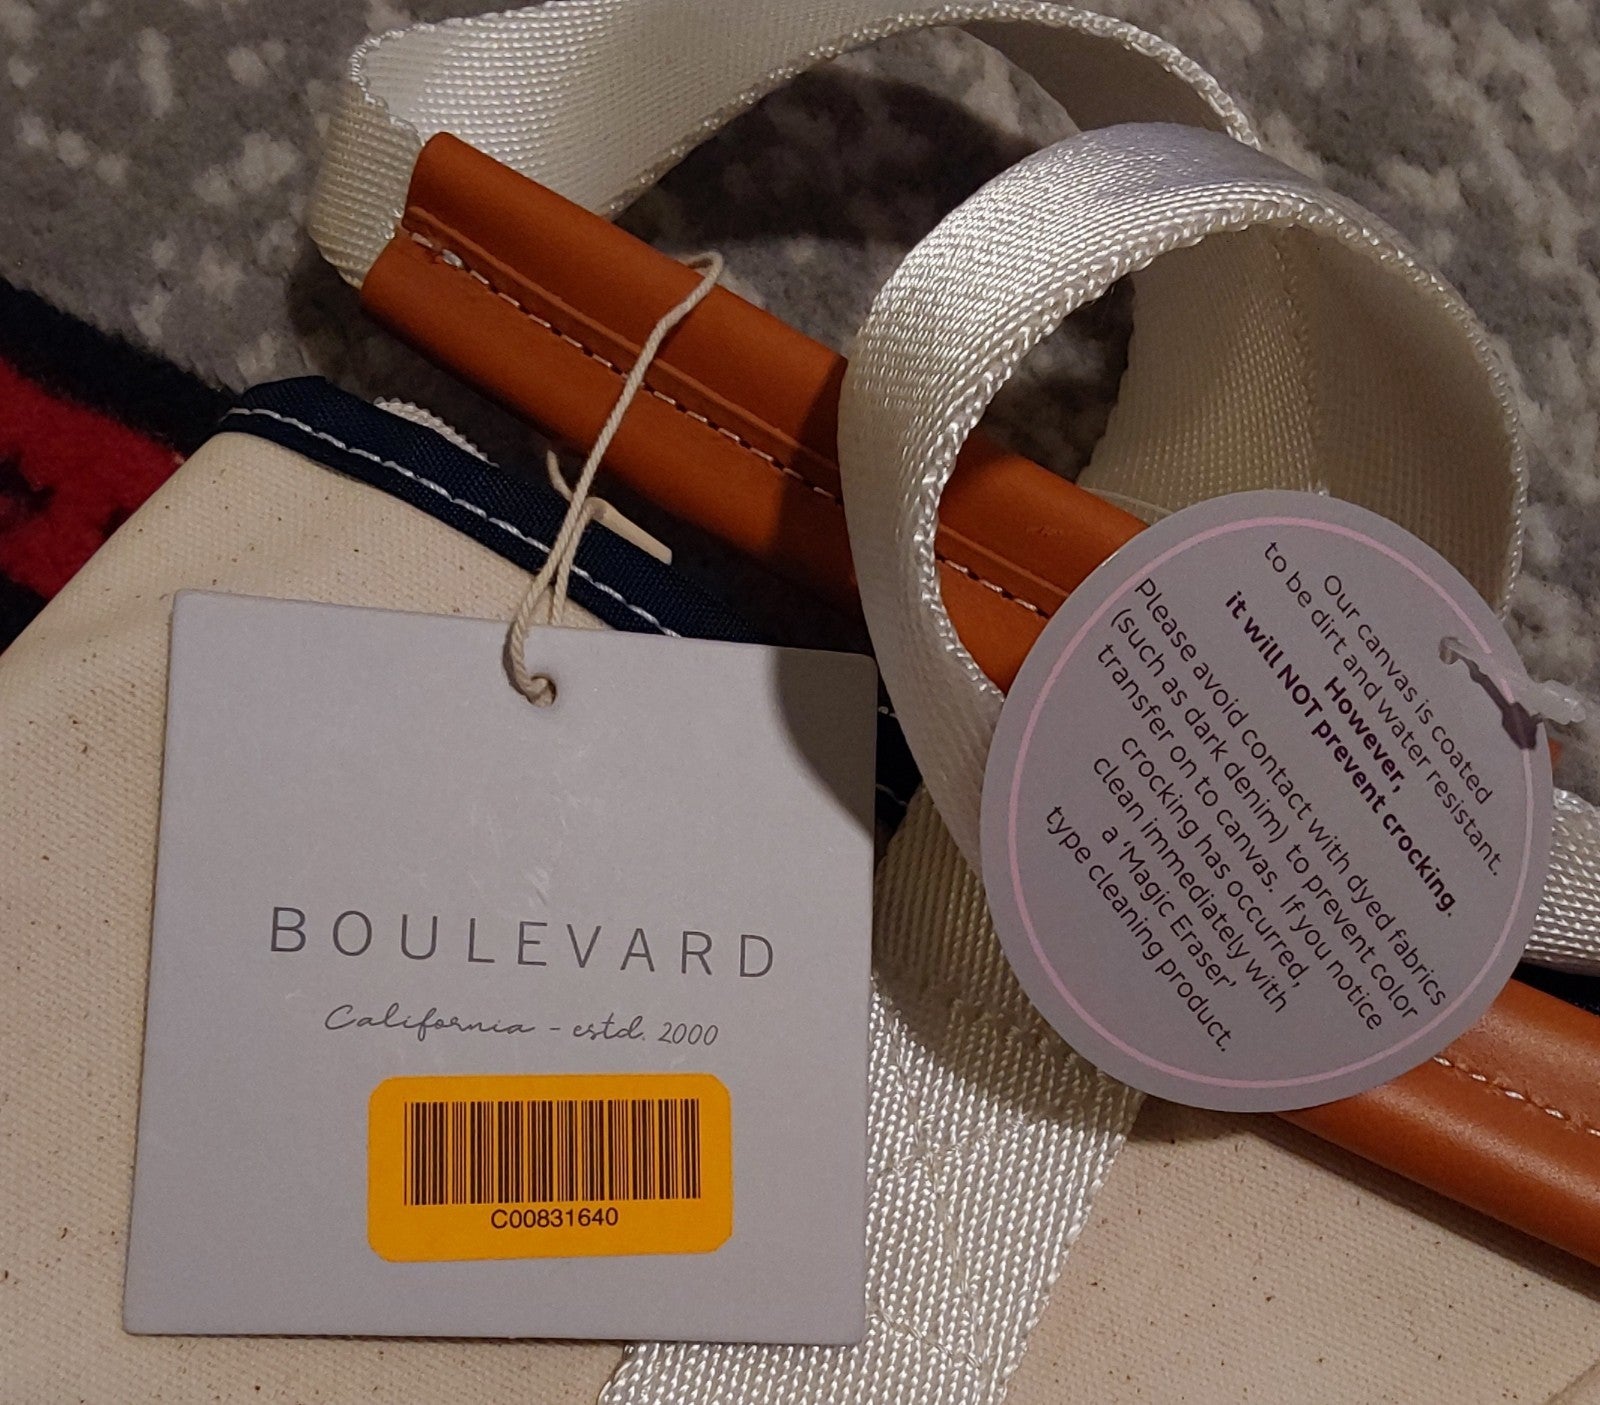 BOULEVARD
California - estd. 2000
C00831640
Our canvas is coated
to be dirt and water resistant.
However,
it will NOT prevent crocking.
Please avoid contact with dyed fabrics
(such as dark denim) to prevent color
transfer on to canvas. If you notice
crocking has occurred,
clean immediately with
a 'Magic Eraser'
type cleaning product.